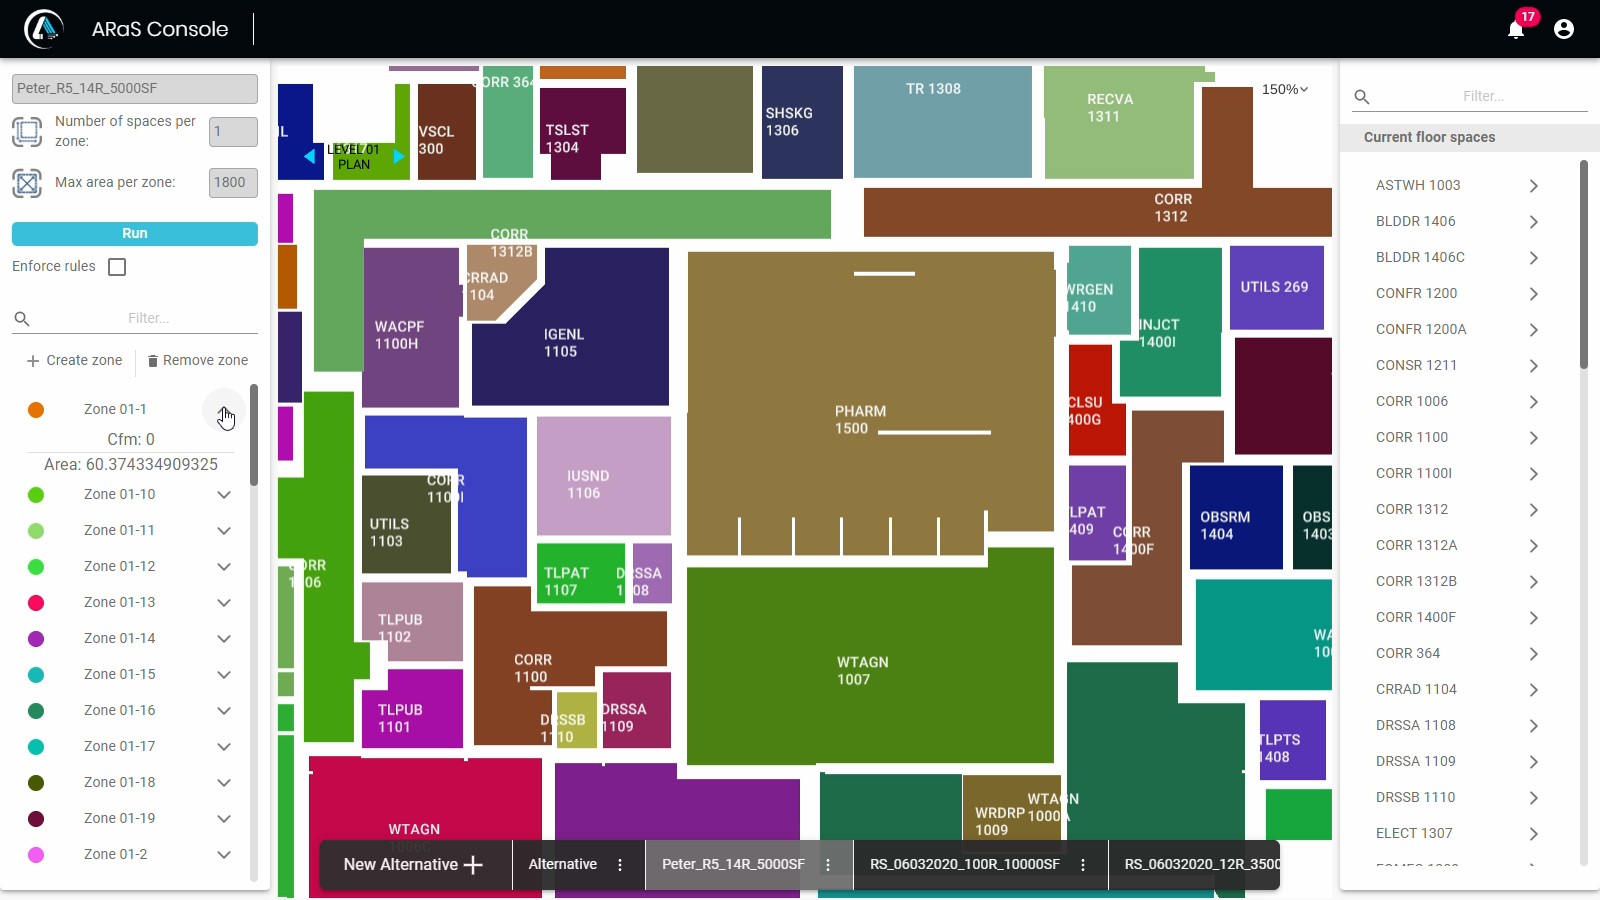 ARaS Console
17
Peter_R5_14R_5000SF
Number of spaces per
zone:
1
Max area per zone:
1800
Run
Enforce rules
Filter...
Create zone
Remove zone
Zone 01-1
Cfm: 0
Area: 60.374334909325
Zone 01-10
Zone 01-11
Zone 01-12
Zone 01-13
Zone 01-14
Zone 01-15
Zone 01-16
Zone 01-17
Zone 01-18
Zone 01-19
Zone 01-2
LEVEL 01
PLAN
VSCL
300
CORR 364
TSLST
1304
SHSKG
1306
TR 1308
RECVA
1311
150%
CORR
1312
CORR
1312B
CRRAD
104
WACPF
1100H
IGENL
1105
WRGEN
1410
INJCT
1400I
UTILS 269
CLSU
400G
PHARM
1500
CORR
1100I
IUSND
1106
UTILS
1103
TLPAT
1107
DRSSA
TLPAT
409
CORR
1400F
OBSRM
1404
OBS
1403
CORR
TLPUB
1102
CORR
1100
WTAGN
1007
TLPUB
1101
DRSSB
1110
DRSSA
1109
TLPTS
1408
WTAGN
WRDRP
1009
WTAGN
1000A
New Alternative
Alternative
Peter_R5_14R_5000SF
RS_06032020_100R_10000SF
RS_06032020_12R_3500
Filter...
Current floor spaces
ASTWH 1003
BLDDR 1406
BLDDR 1406C
CONFR 1200
CONFR 1200A
CONSR 1211
CORR 1006
CORR 1100
CORR 1100I
CORR 1312
CORR 1312A
CORR 1312B
CORR 1400F
CORR 364
CRRAD 1104
DRSSA 1108
DRSSA 1109
DRSSB 1110
ELECT 1307